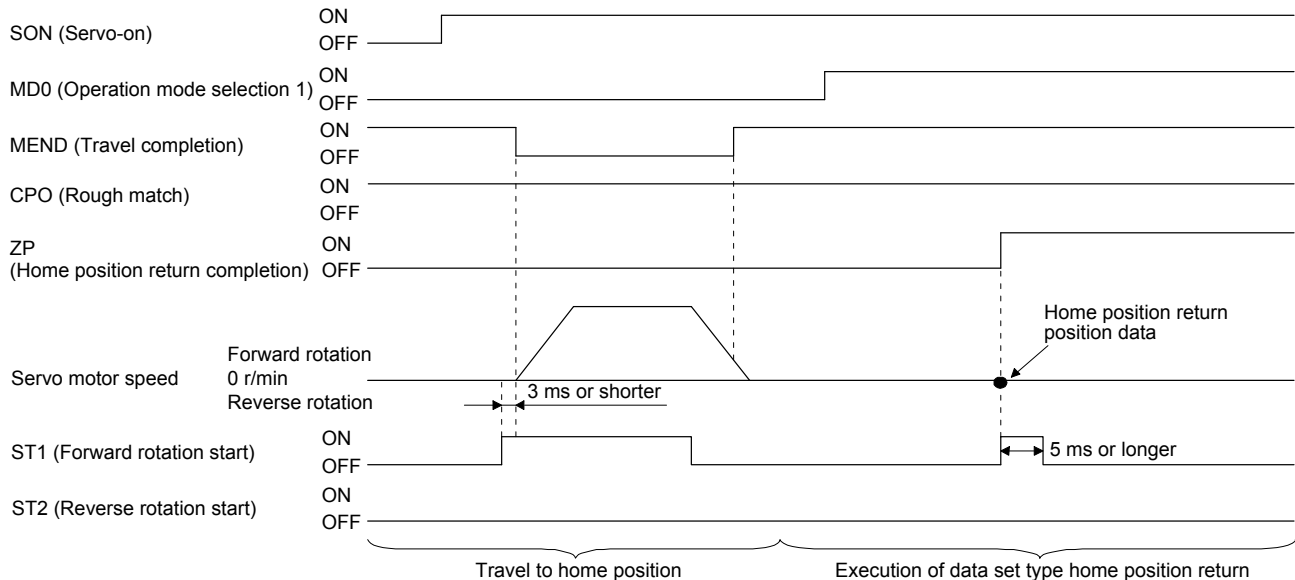 SON (Servo-on)
ON
OFF
MD0 (Operation mode selection 1)
ON
OFF
MEND (Travel completion)
ON
OFF
CPO (Rough match)
ON
OFF
ZP
(Home position return completion)
ON
OFF
Home position return
position data
Servo motor speed
Forward rotation
0 r/min
Reverse rotation
3 ms or shorter
ST1 (Forward rotation start)
ON
OFF
5 ms or longer
ST2 (Reverse rotation start)
ON
OFF
Travel to home position
Execution of data set type home position return